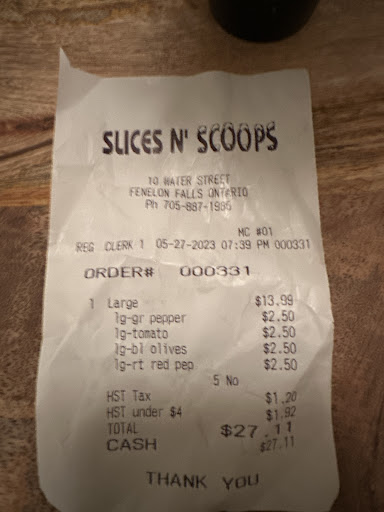 SLICES N' SCOOPS
10 WATER STREET
FENELON FALLS ONTARIO
Ph 705-887-1985
MC #01
REG CLERK 1 05-27-2023 07:39 PM 000331
ORDER# 000331
1 Large $13.99
lg-gr pepper $2.50
lg-tomato $2.50
lg-bl olives $2.50
lg-rt red pep $2.50
5 No
HST Tax $1.20
HST under $4 $1.92
TOTAL $27.11
CASH $27.11
THANK YOU